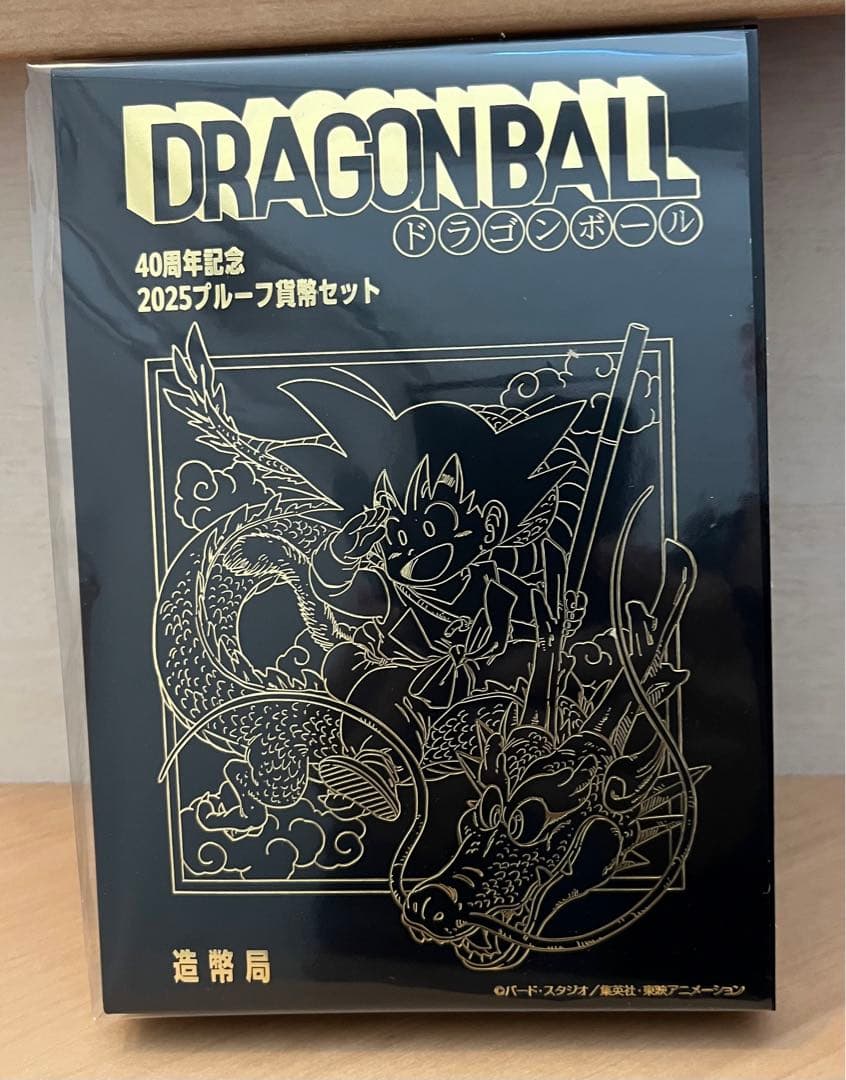 DRAGON BALL
ドラゴンボール
40周年記念
2025プルーフ貨幣セット
造幣局
©バード・スタジオ/集英社・東映アニメーション